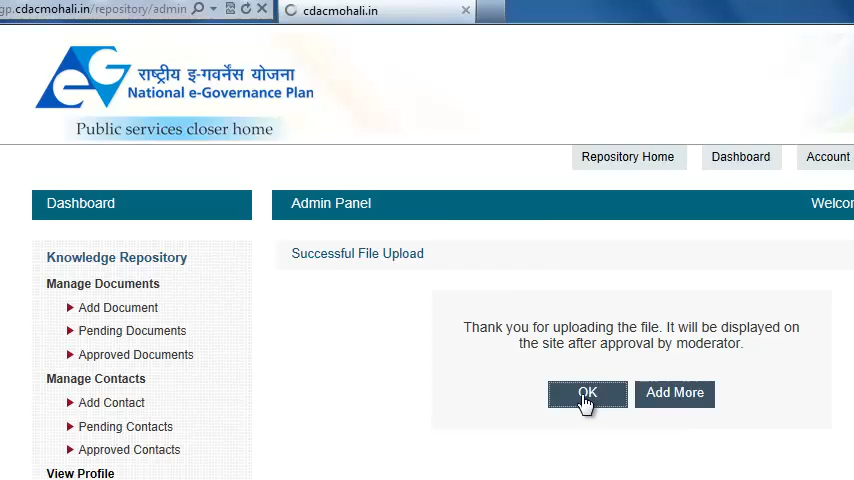 gp.cdacmohali.in/repository/admin
cdacmohali.in
राष्ट्रीय इ-गवर्नेंस योजना
National e-Governance Plan
Public services closer home
Repository Home
Dashboard
Account
Dashboard
Admin Panel
Welcom
Knowledge Repository
Successful File Upload
Manage Documents
Add Document
Pending Documents
Approved Documents
Thank you for uploading the file. It will be displayed on
the site after approval by moderator.
Manage Contacts
OK
Add More
Add Contact
Pending Contacts
Approved Contacts
View Profile